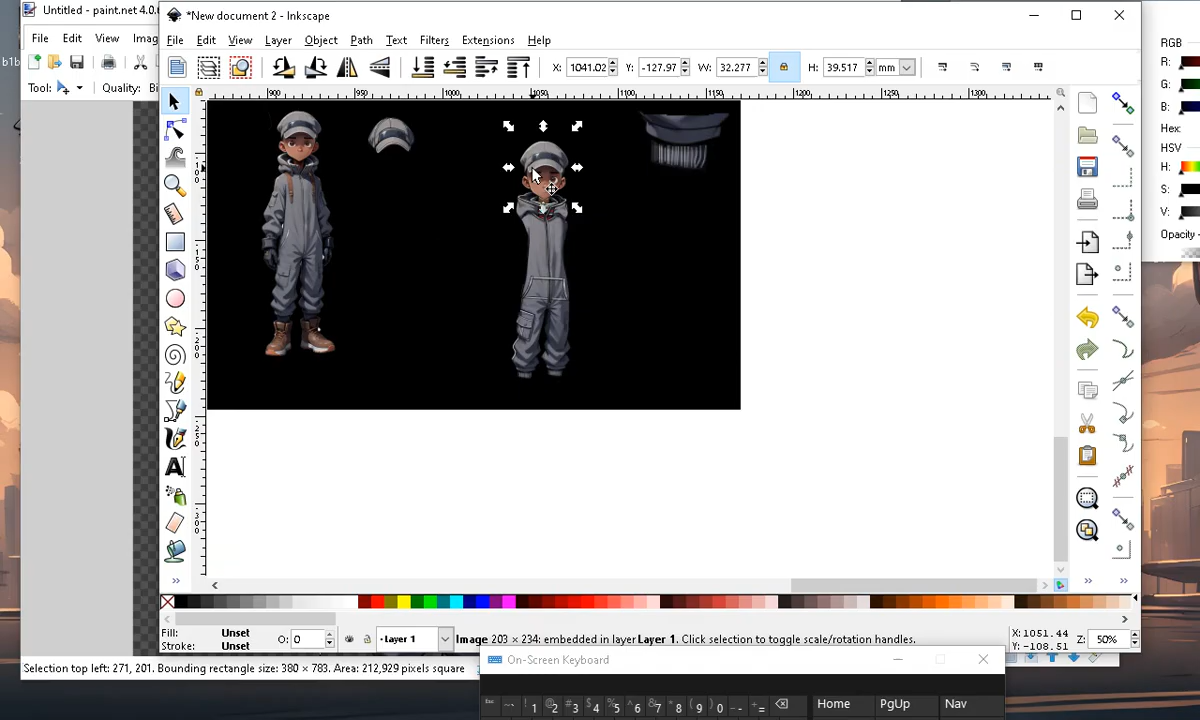 Untitled - paint.net 4.0.
*New document 2 - Inkscape
File Edit View Imag
File Edit View Layer Object Path Text Filters Extensions Help
RGB
R:
G:
B:
Hex:
HSV
H:
S:
V:
Opacity -
b1b
X: 1041.02 Y: -127.97 W: 32.277 H: 39.517 mm
Tool: Quality: Bi
900 950 1000 1050 1100 1150 1200 1250 1300
A
Fill: Unset
Stroke: Unset
O: 0
Layer 1
Image 203 × 234: embedded in layer Layer 1. Click selection to toggle scale/rotation handles.
X: 1051.44
Y: -108.51
Z: 50%
Selection top left: 271, 201. Bounding rectangle size: 380 × 783. Area: 212,929 pixels square
On-Screen Keyboard
Esc ~` !1 @2 #3 $4 %5 ^6 &7 *8 (9 )0 _- += Home PgUp Nav